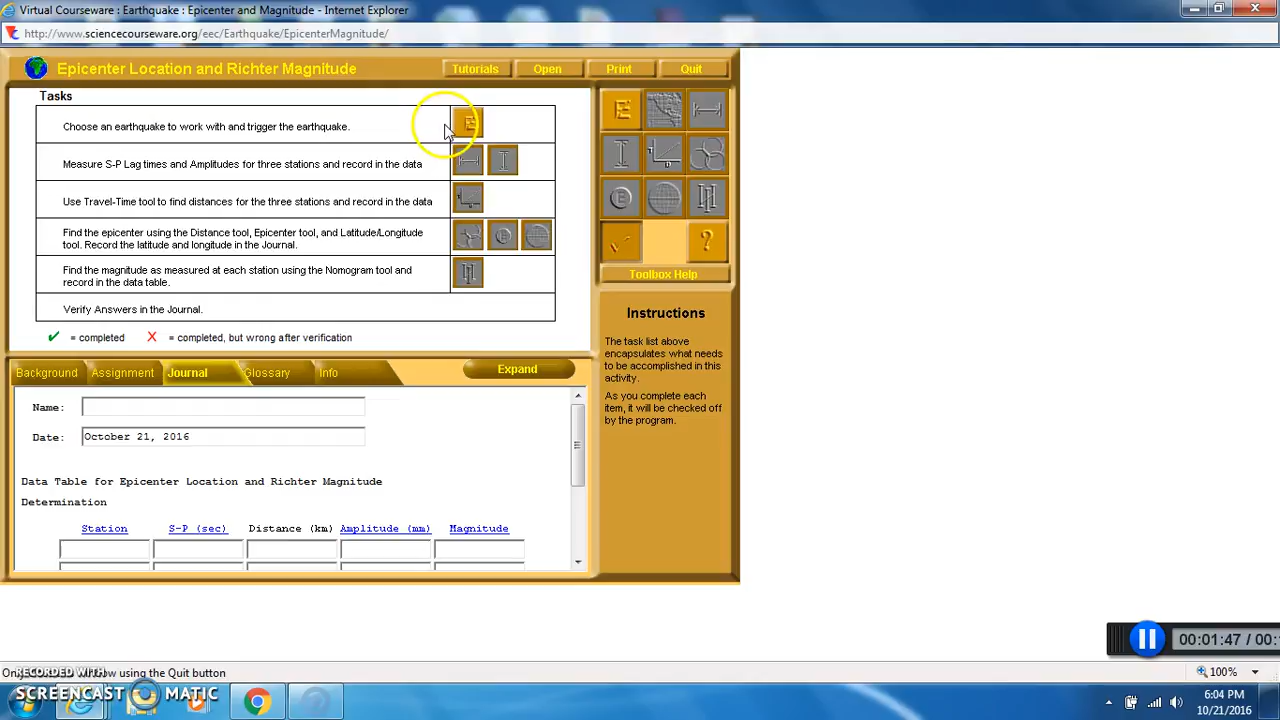 Virtual Courseware : Earthquake : Epicenter and Magnitude - Internet Explorer
http://www.sciencecourseware.org/eec/Earthquake/EpicenterMagnitude/
Epicenter Location and Richter Magnitude
Tutorials
Open
Print
Quit
Tasks
Choose an earthquake to work with and trigger the earthquake.
Measure S-P Lag times and Amplitudes for three stations and record in the data
Use Travel-Time tool to find distances for the three stations and record in the data
Find the epicenter using the Distance tool, Epicenter tool, and Latitude/Longitude
tool. Record the latitude and longitude in the Journal.
Find the magnitude as measured at each station using the Nomogram tool and
record in the data table.
Verify Answers in the Journal.
✓ = completed X = completed, but wrong after verification
E
E
?
Toolbox Help
Instructions
The task list above
encapsulates what needs
to be accomplished in this
activity.
As you complete each
item, it will be checked off
by the program.
Background
Assignment
Journal
Glossary
Info
Expand
Name:
Date: October 21, 2016
Data Table for Epicenter Location and Richter Magnitude
Determination
Station S-P (sec) Distance (km) Amplitude (mm) Magnitude
00:01:47
using the Quit button
100%
RECORDED WITH
SCREENCAST MATIC
6:04 PM
10/21/2016